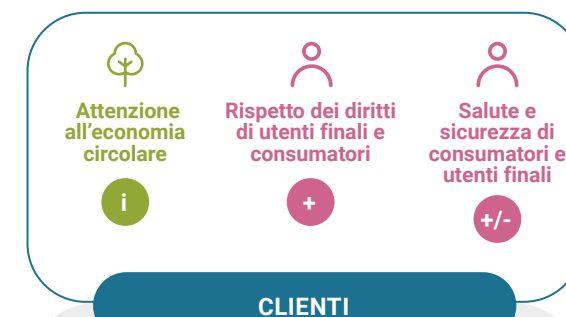 Attenzione
all'economia
circolare
i
Rispetto dei diritti
di utenti finali e
consumatori
+
Salute e
sicurezza di
consumatori e
utenti finali
+/-
CLIENTI